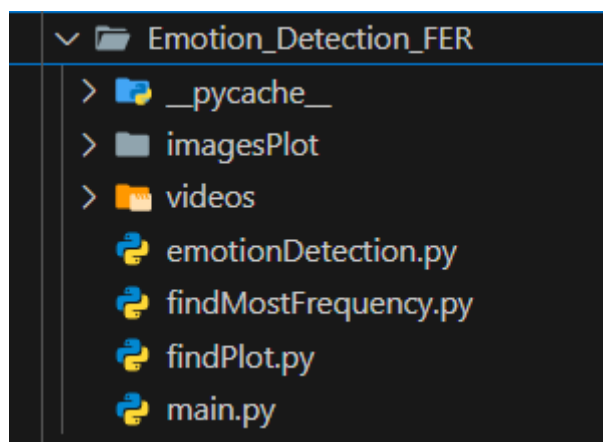 Emotion_Detection_FER
__pycache__
imagesPlot
videos
emotionDetection.py
findMostFrequency.py
findPlot.py
main.py